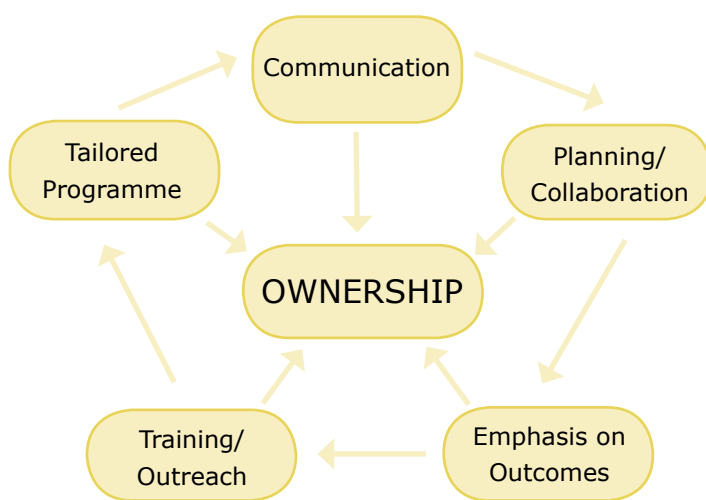 Communication
Tailored
Programme
Planning/
Collaboration
OWNERSHIP
Training/
Outreach
Emphasis on
Outcomes